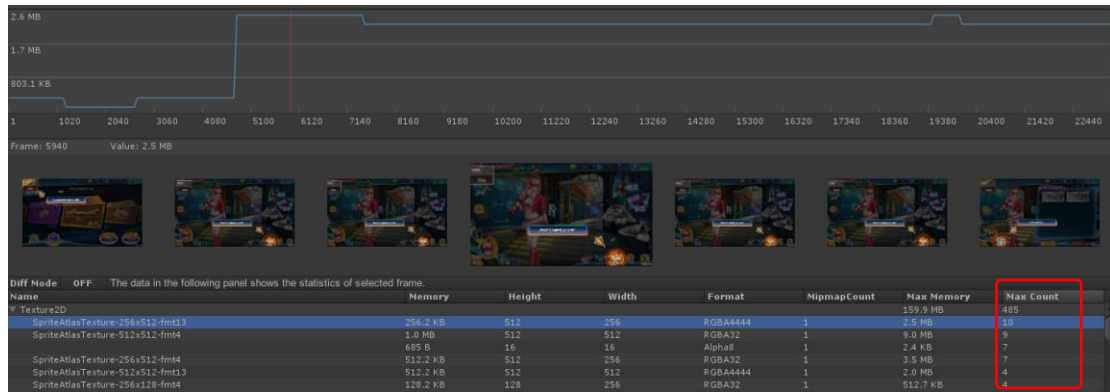 2.6 MB
1.7 MB
803.1 KB
1 1020 2040 3060 4080 5100 6120 7140 8160 9180 10200 11220 12240 13260 14280 15300 16320 17340 18360 19380 20400 21420 22440
Frame: 5940 Value: 2.5 MB
Diff Mode OFF The data in the following panel shows the statistics of selected frame.
Name Memory Height Width Format MipmapCount Max Memory Max Count
Texture2D 159.9 MB 485
SpriteAtlasTexture-256x512-fmt13 256.2 KB 512 256 RGBA4444 1 2.5 MB 10
SpriteAtlasTexture-512x512-fmt4 1.0 MB 512 512 RGBA32 1 9.0 MB 9
685 B 16 16 Alpha8 1 2.4 KB 7
SpriteAtlasTexture-256x512-fmt4 512.2 KB 512 256 RGBA32 1 3.5 MB 7
SpriteAtlasTexture-512x512-fmt13 512.2 KB 512 512 RGBA4444 1 2.0 MB 4
SpriteAtlasTexture-256x128-fmt4 128.2 KB 128 256 RGBA32 1 512.7 KB 4